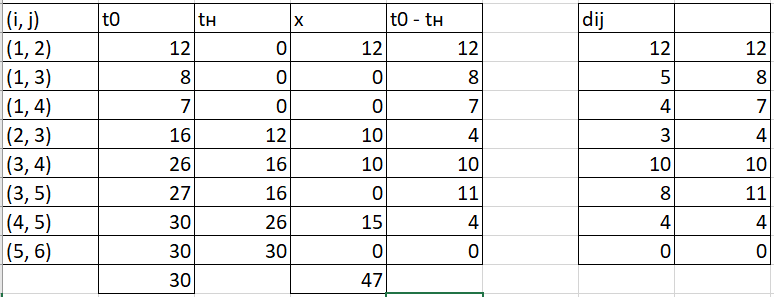 (i, j) t0 tн x t0 - tн dij
(1, 2) 12 0 12 12 12 12
(1, 3) 8 0 0 8 5 8
(1, 4) 7 0 0 7 4 7
(2, 3) 16 12 10 4 3 4
(3, 4) 26 16 10 10 10 10
(3, 5) 27 16 0 11 8 11
(4, 5) 30 26 15 4 4 4
(5, 6) 30 30 0 0 0 0
30 47